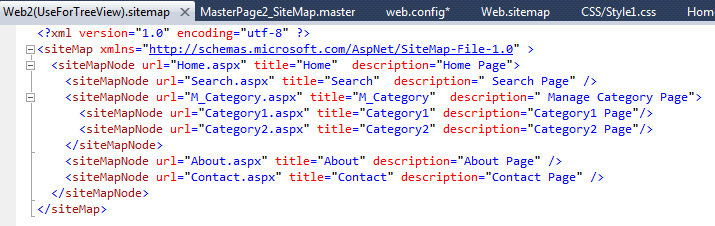 Web2(UseForTreeView).sitemap X MasterPage2_SiteMap.master web.config* Web.sitemap CSS/Style1.css Hom
<?xml version="1.0" encoding="utf-8" ?>
<siteMap xmlns="http://schemas.microsoft.com/AspNet/SiteMap-File-1.0" >
<siteMapNode url="Home.aspx" title="Home"  description="Home Page">
<siteMapNode url="Search.aspx" title="Search"  description=" Search Page" />
<siteMapNode url="M_Category.aspx" title="M_Category"  description=" Manage Category Page">
<siteMapNode url="Category1.aspx" title="Category1" description="Category1 Page"/>
<siteMapNode url="Category2.aspx" title="Category2" description="Category2 Page"/>
</siteMapNode>
<siteMapNode url="About.aspx" title="About" description="About Page" />
<siteMapNode url="Contact.aspx" title="Contact" description="Contact Page" />
</siteMapNode>
</siteMap>